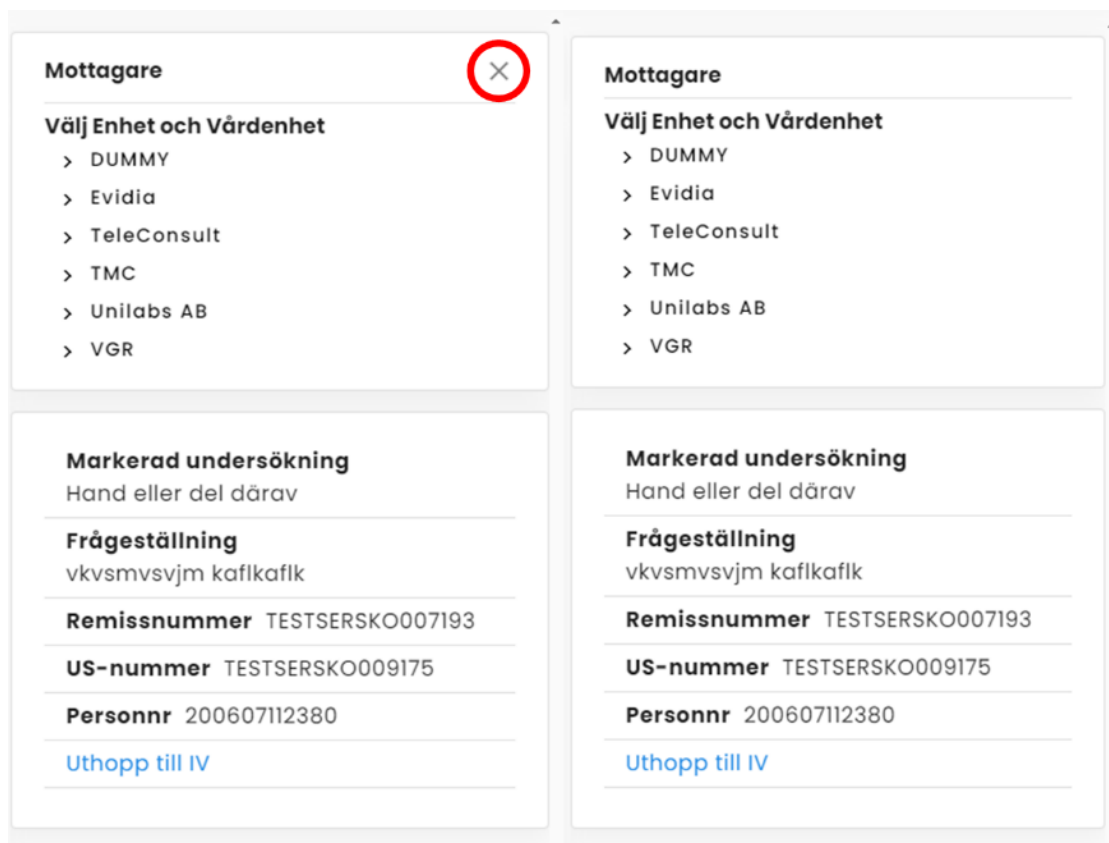 Mottagare
Välj Enhet och Vårdenhet
DUMMY
Evidia
TeleConsult
TMC
Unilabs AB
VGR
Markerad undersökning
Hand eller del därav
Frågeställning
vkvsmvsvjm kaflkaflk
Remissnummer TESTSERSKO007193
US-nummer TESTSERSKO009175
Personnr 200607112380
Uthopp till IV
Mottagare
Välj Enhet och Vårdenhet
DUMMY
Evidia
TeleConsult
TMC
Unilabs AB
VGR
Markerad undersökning
Hand eller del därav
Frågeställning
vkvsmvsvjm kaflkaflk
Remissnummer TESTSERSKO007193
US-nummer TESTSERSKO009175
Personnr 200607112380
Uthopp till IV